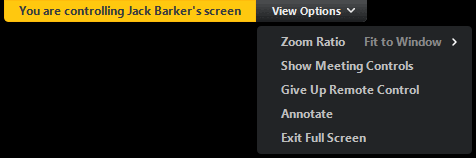 You are controlling Jack Barker's screen View Options
Zoom Ratio Fit to Window
Show Meeting Controls
Give Up Remote Control
Annotate
Exit Full Screen